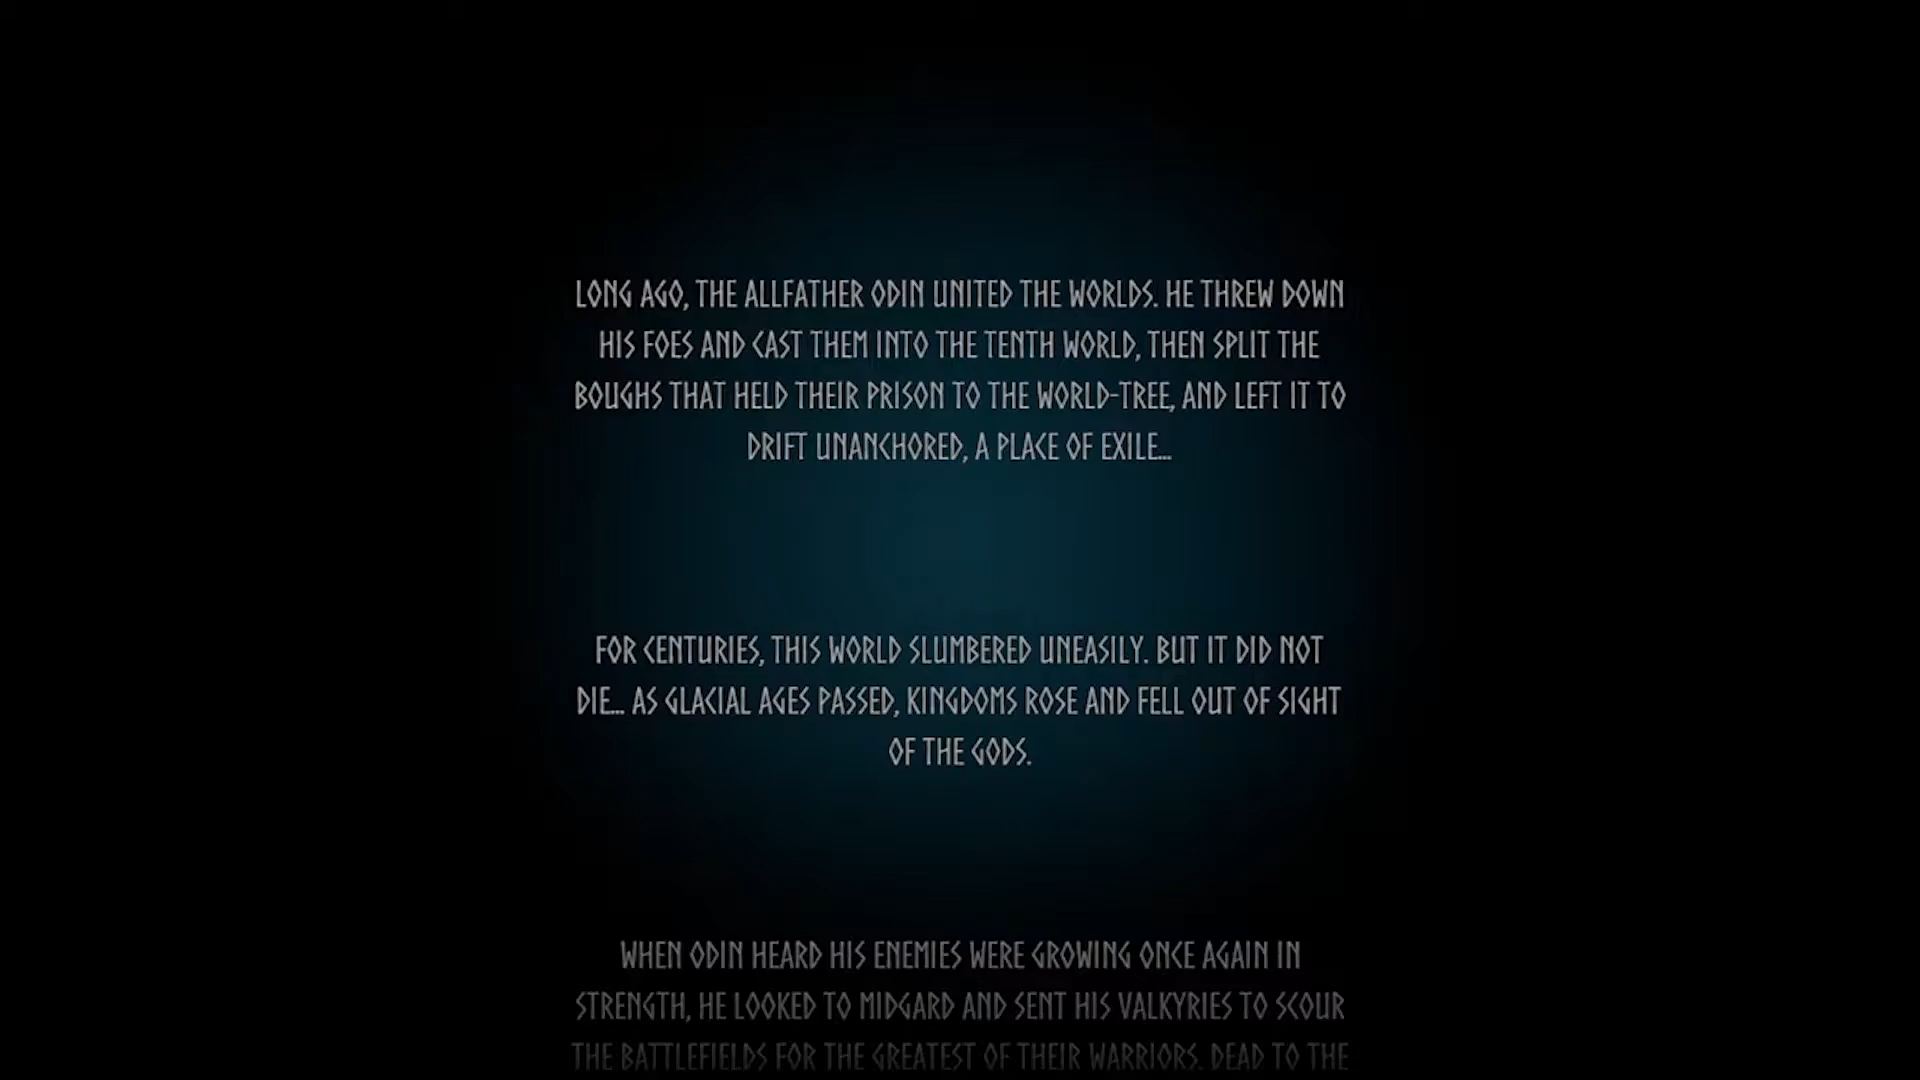 LONG AGO, THE ALLFATHER ODIN UNITED THE WORLDS. HE THREW DOWN
HIS FOES AND CAST THEM INTO THE TENTH WORLD, THEN SPLIT THE
BOUGHS THAT HELD THEIR PRISON TO THE WORLD-TREE, AND LEFT IT TO
DRIFT UNANCHORED, A PLACE OF EXILE...
FOR CENTURIES, THIS WORLD SLUMBERED UNEASILY. BUT IT DID NOT
DIE... AS GLACIAL AGES PASSED, KINGDOMS ROSE AND FELL OUT OF SIGHT
OF THE GODS.
WHEN ODIN HEARD HIS ENEMIES WERE GROWING ONCE AGAIN IN
STRENGTH, HE LOOKED TO MIDGARD AND SENT HIS VALKYRIES TO SCOUR
THE BATTLEFIELDS FOR THE GREATEST OF THEIR WARRIORS. DEAD TO THE